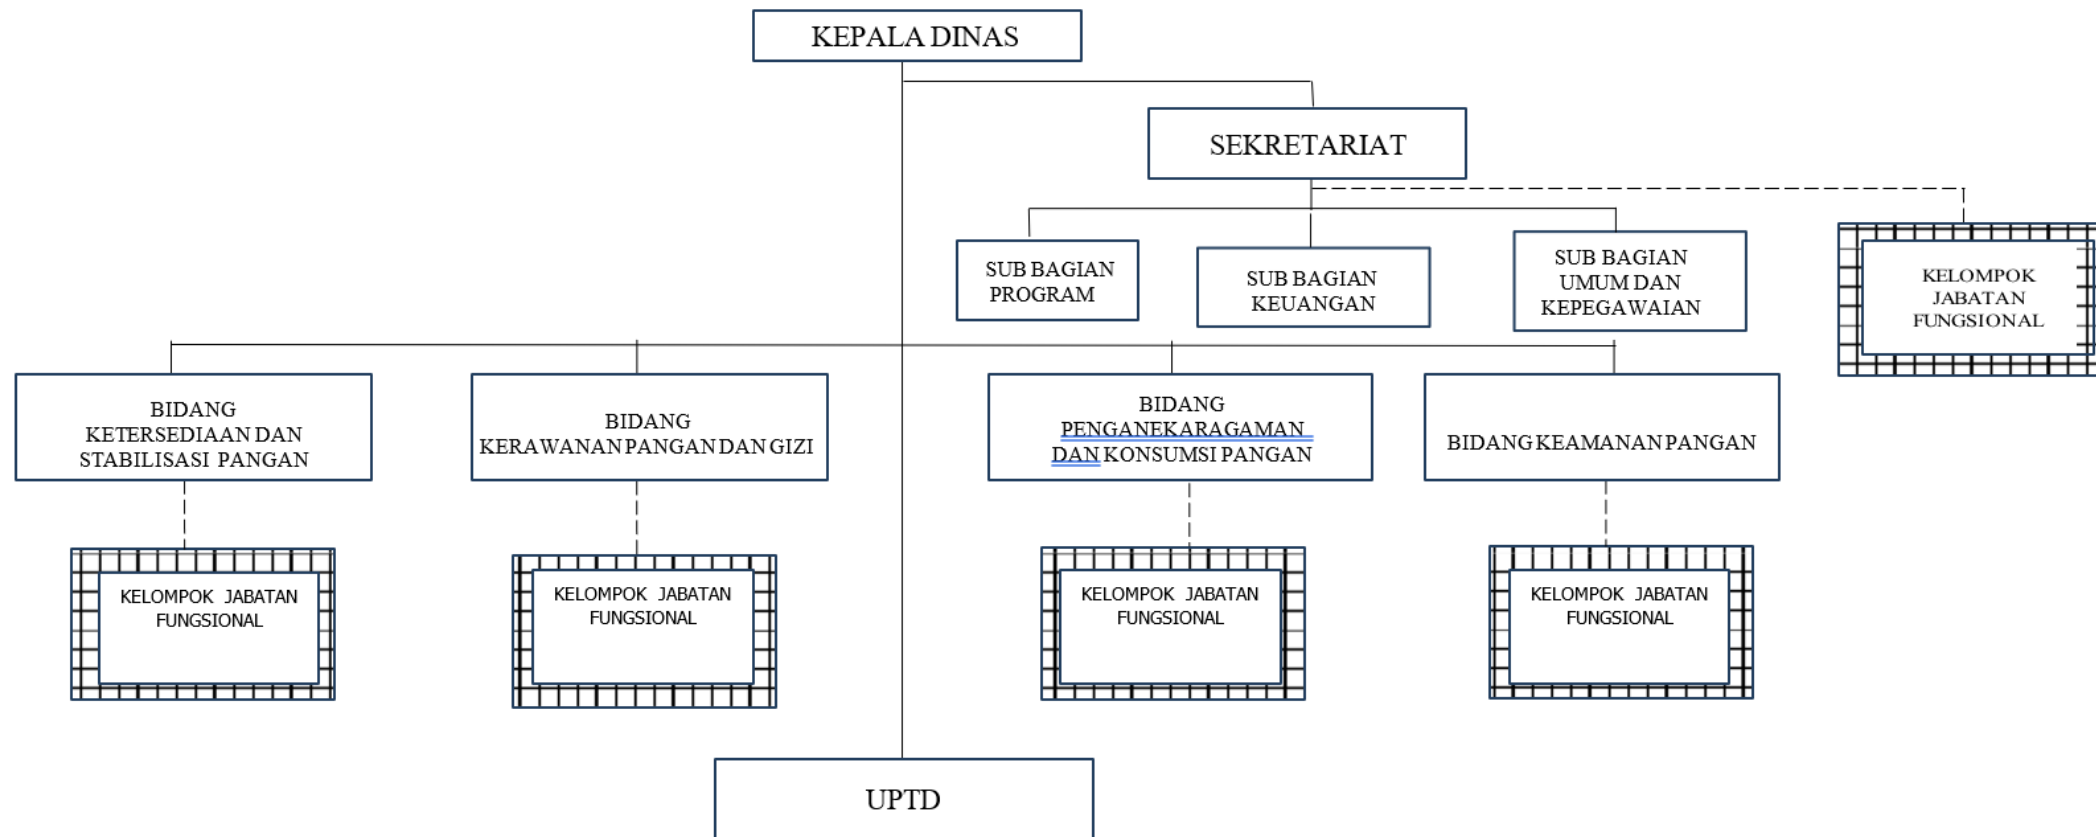 KEPALA DINAS
SEKRETARIAT
SUB BAGIAN
PROGRAM
SUB BAGIAN
KEUANGAN
SUB BAGIAN
UMUM DAN
KEPEGAWAIAN
KELOMPOK
JABATAN
FUNGSIONAL
BIDANG
KETERSEDIAAN DAN
STABILISASI PANGAN
BIDANG
KERAWANAN PANGAN DAN GIZI
BIDANG
PENGANEKARAGAMAN
DAN KONSUMSI PANGAN
BIDANG KEAMANAN PANGAN
KELOMPOK JABATAN
FUNGSIONAL
KELOMPOK JABATAN
FUNGSIONAL
KELOMPOK JABATAN
FUNGSIONAL
KELOMPOK JABATAN
FUNGSIONAL
UPTD